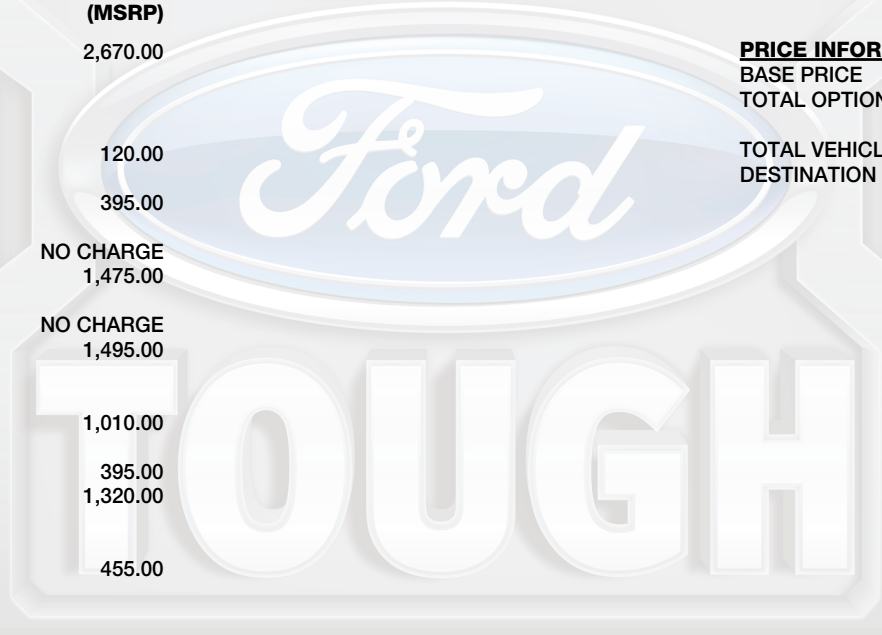 (MSRP)
2,670.00
120.00
395.00
NO CHARGE
1,475.00
NO CHARGE
1,495.00
1,010.00
395.00
1,320.00
455.00
PRICE INFOR
BASE PRICE
TOTAL OPTION
TOTAL VEHICL
DESTINATION
Ford
TOUGH